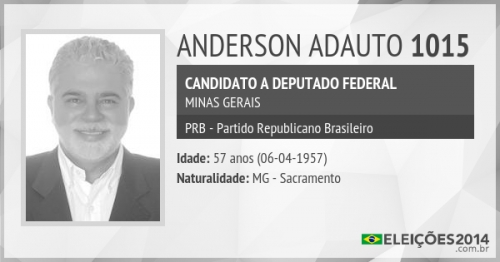 ANDERSON ADAUTO 1015
CANDIDATO A DEPUTADO FEDERAL
MINAS GERAIS
PRB - Partido Republicano Brasileiro
Idade: 57 anos (06-04-1957)
Naturalidade: MG - Sacramento
ELEIÇÕES2014
.com.br